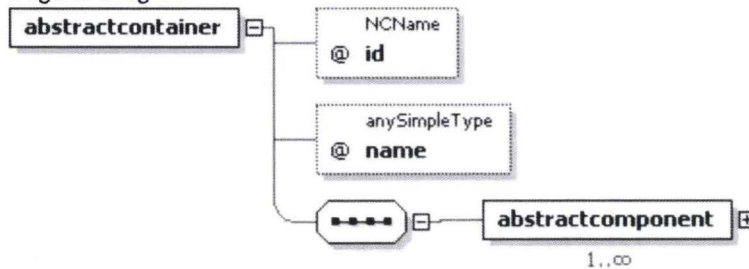 abstractcontainer
NCName
@ id
anySimpleType
@ name
abstractcomponent
1..∞